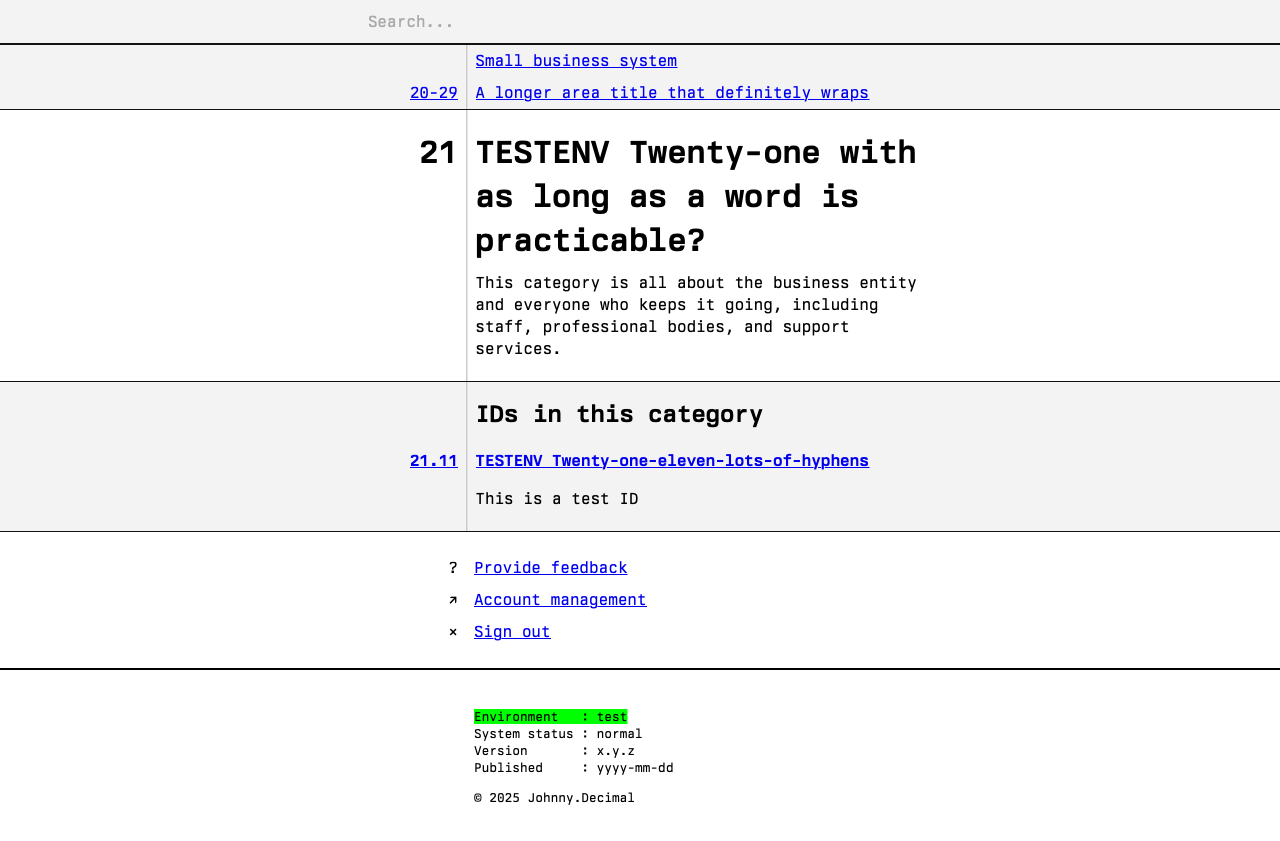 Search...
Small business system
20-29 A longer area title that definitely wraps
21 TESTENV Twenty-one with
as long as a word is
practicable?
This category is all about the business entity
and everyone who keeps it going, including
staff, professional bodies, and support
services.
IDs in this category
21.11 TESTENV Twenty-one-eleven-lots-of-hyphens
This is a test ID
? Provide feedback
↗ Account management
× Sign out
Environment   : test
System status : normal
Version       : x.y.z
Published     : yyyy-mm-dd
© 2025 Johnny.Decimal